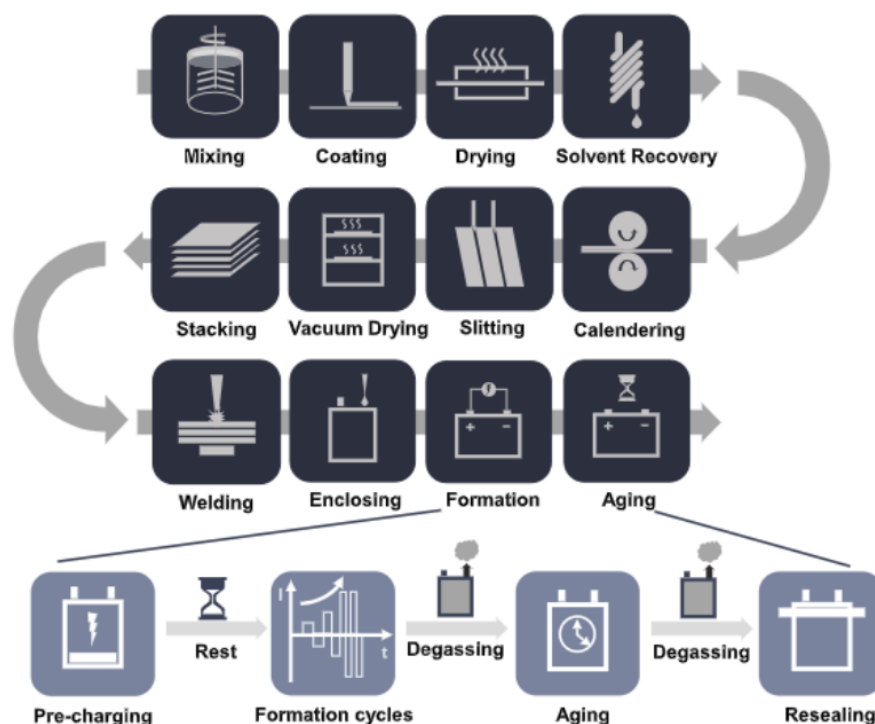 Mixing
Coating
Drying
Solvent Recovery
Stacking
Vacuum Drying
Slitting
Calendering
Welding
Enclosing
Formation
Aging
+ -
+ -
I
t
Rest
Degassing
Degassing
Pre-charging
Formation cycles
Aging
Resealing